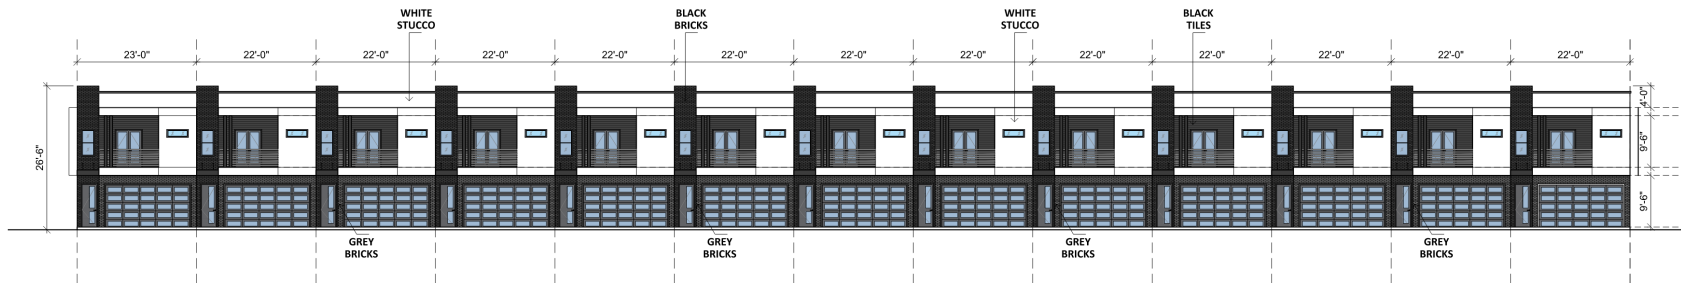 WHITE
STUCCO
BLACK
BRICKS
WHITE
STUCCO
BLACK
TILES
23'-0" 22'-0" 22'-0" 22'-0" 22'-0" 22'-0" 22'-0" 22'-0" 22'-0" 22'-0" 22'-0" 22'-0" 22'-0"
4'-0"
26'-6"
9'-6"
9'-6"
GREY
BRICKS
GREY
BRICKS
GREY
BRICKS
GREY
BRICKS